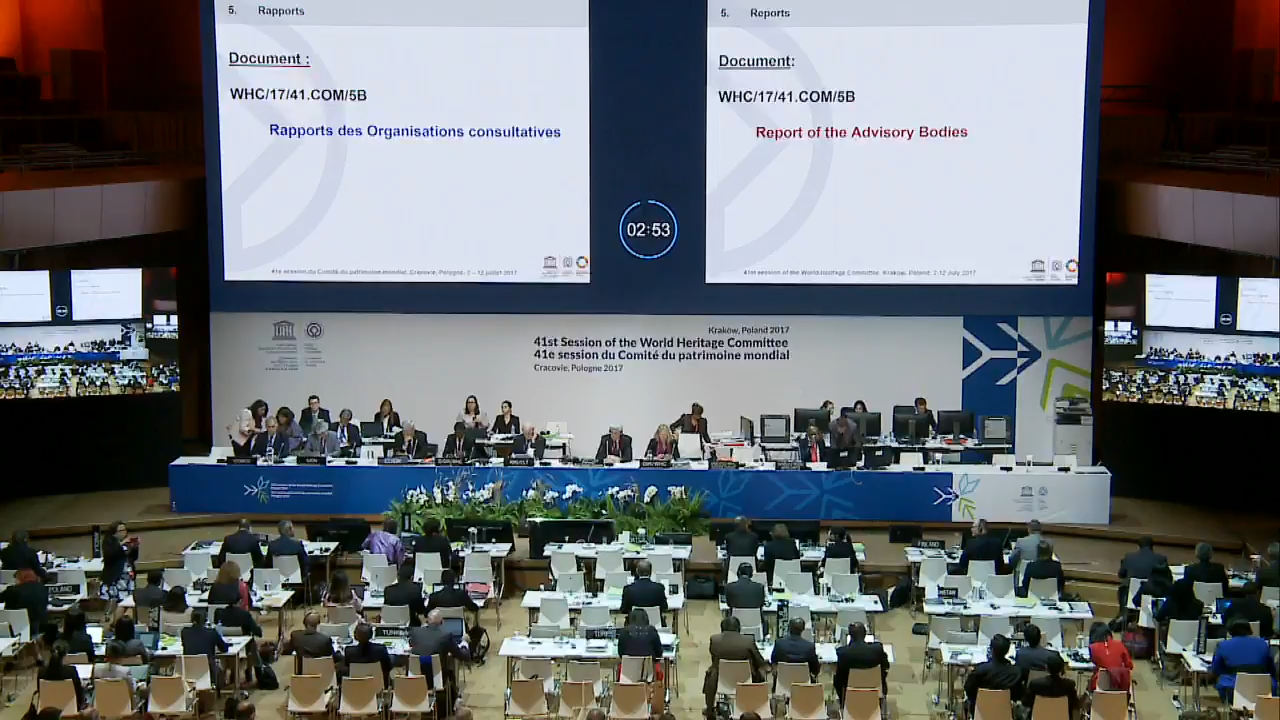 5. Rapports
Document :
WHC/17/41.COM/5B
Rapports des Organisations consultatives
41e session du Comité du patrimoine mondial, Cracovie, Pologne, 2 – 12 juillet 2017
5. Reports
Document:
WHC/17/41.COM/5B
Report of the Advisory Bodies
41st session of the World Heritage Committee, Krakow, Poland, 2-12 July 2017
02:53
Kraków, Poland 2017
41st Session of the World Heritage Committee
41e session du Comité du patrimoine mondial
Cracovie, Pologne 2017
FINLAND
POLAND